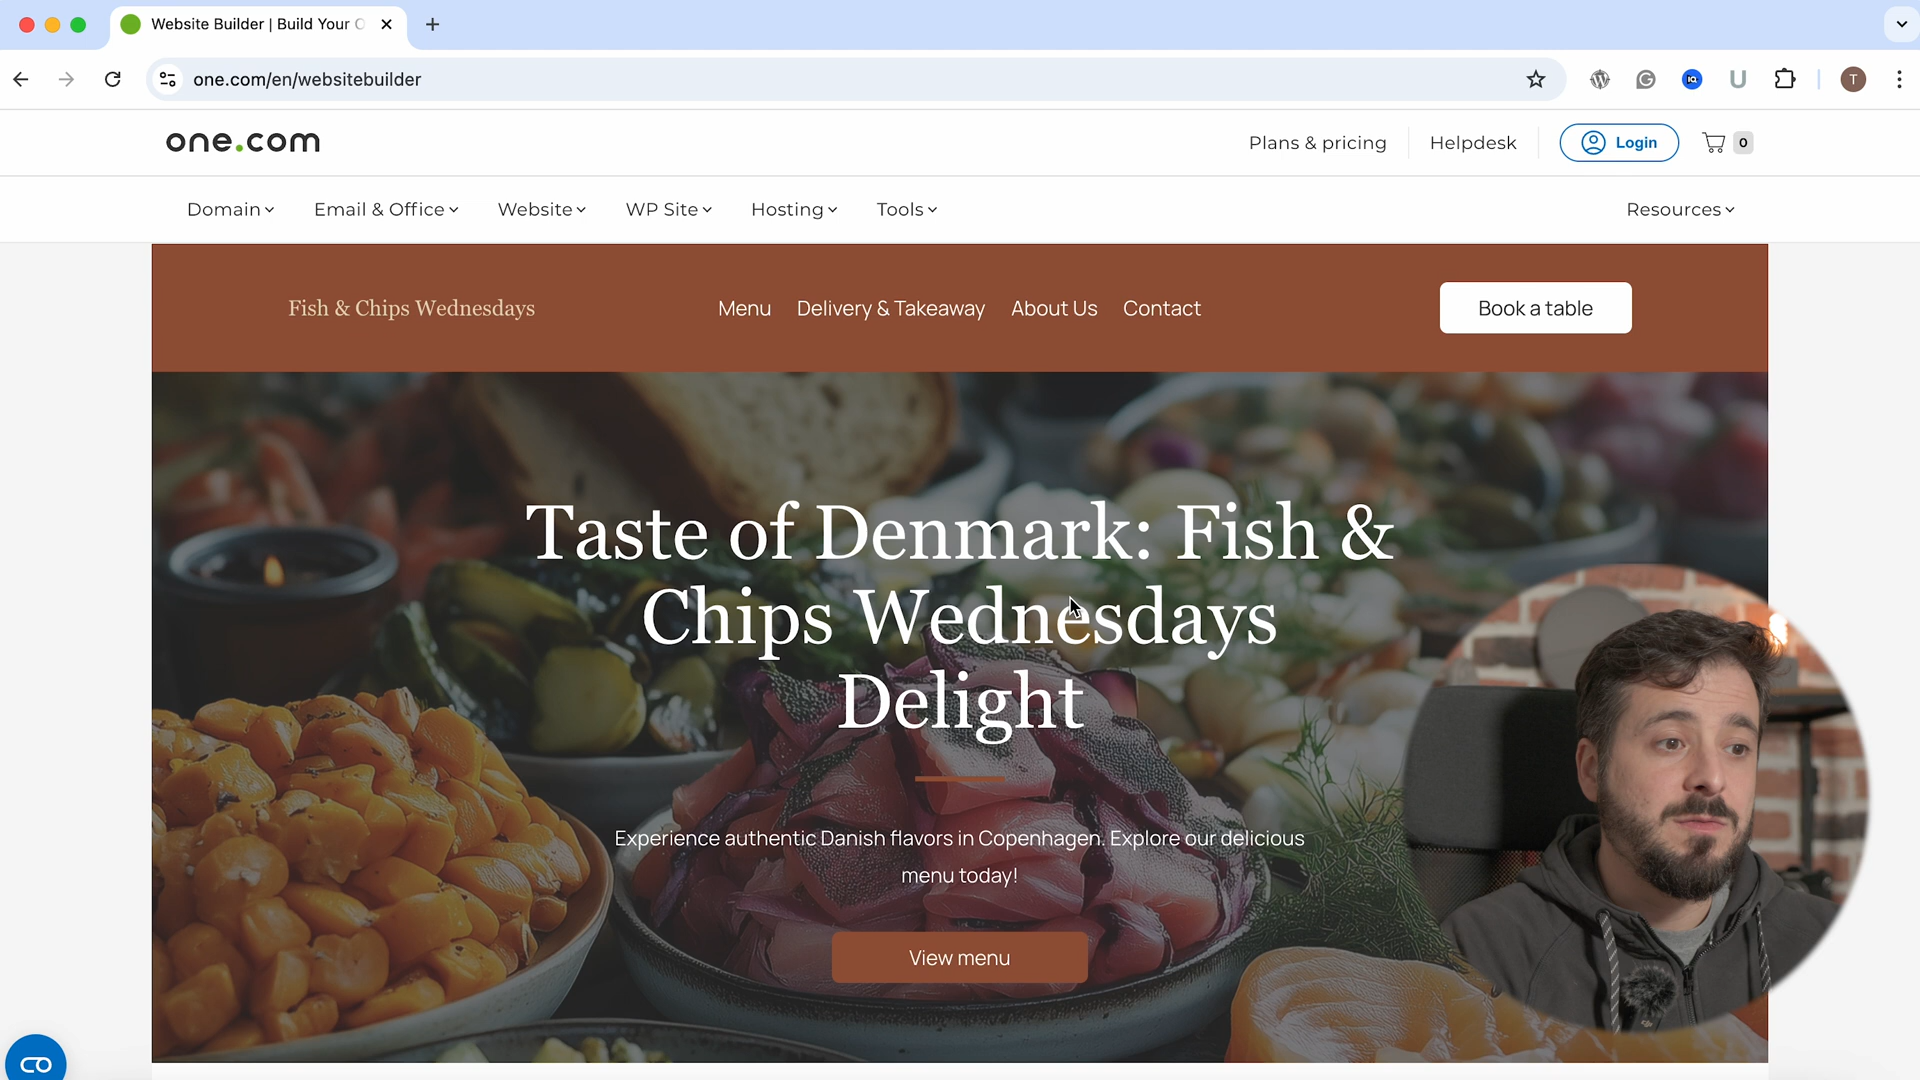 Website Builder | Build Your O
one.com/en/websitebuilder
T
one.com
Plans & pricing
Helpdesk
Login
0
Domain
Email & Office
Website
WP Site
Hosting
Tools
Resources
Fish & Chips Wednesdays
Menu
Delivery & Takeaway
About Us
Contact
Book a table
Taste of Denmark: Fish &
Chips Wednesdays
Delight
Experience authentic Danish flavors in Copenhagen. Explore our delicious
menu today!
View menu